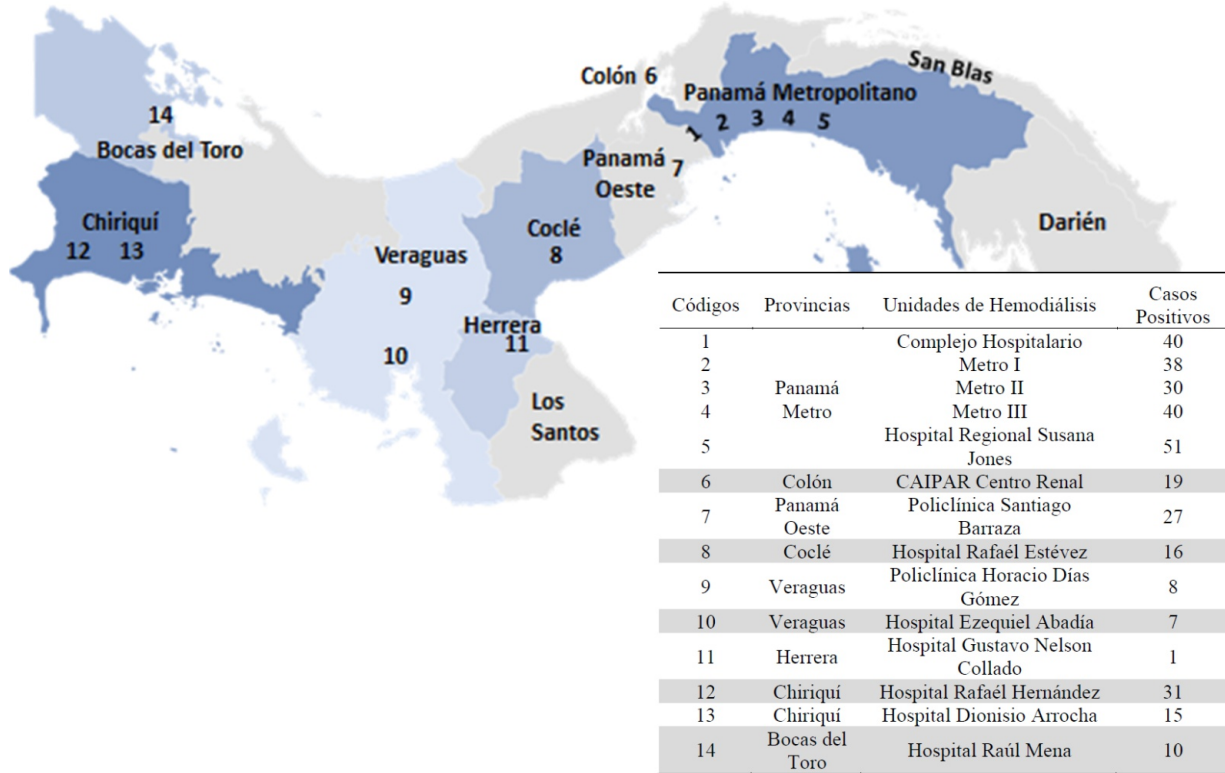 San Blas
Colón 6
Panamá Metropolitano
1 2 3 4 5
14
Bocas del Toro
Panamá 7
Oeste
Chiriquí
12 13
Coclé
8
Darién
Veraguas
9
Herrera
11
10
Los
Santos
Códigos Provincias Unidades de Hemodiálisis Casos
Positivos
1 Complejo Hospitalario 40
2 Metro I 38
3 Panamá Metro II 30
4 Metro Metro III 40
5 Hospital Regional Susana
Jones 51
6 Colón CAIPAR Centro Renal 19
7 Panamá
Oeste Policlínica Santiago
Barraza 27
8 Coclé Hospital Rafaél Estévez 16
9 Veraguas Policlínica Horacio Días
Gómez 8
10 Veraguas Hospital Ezequiel Abadía 7
11 Herrera Hospital Gustavo Nelson
Collado 1
12 Chiriquí Hospital Rafaél Hernández 31
13 Chiriquí Hospital Dionisio Arrocha 15
14 Bocas del
Toro Hospital Raúl Mena 10